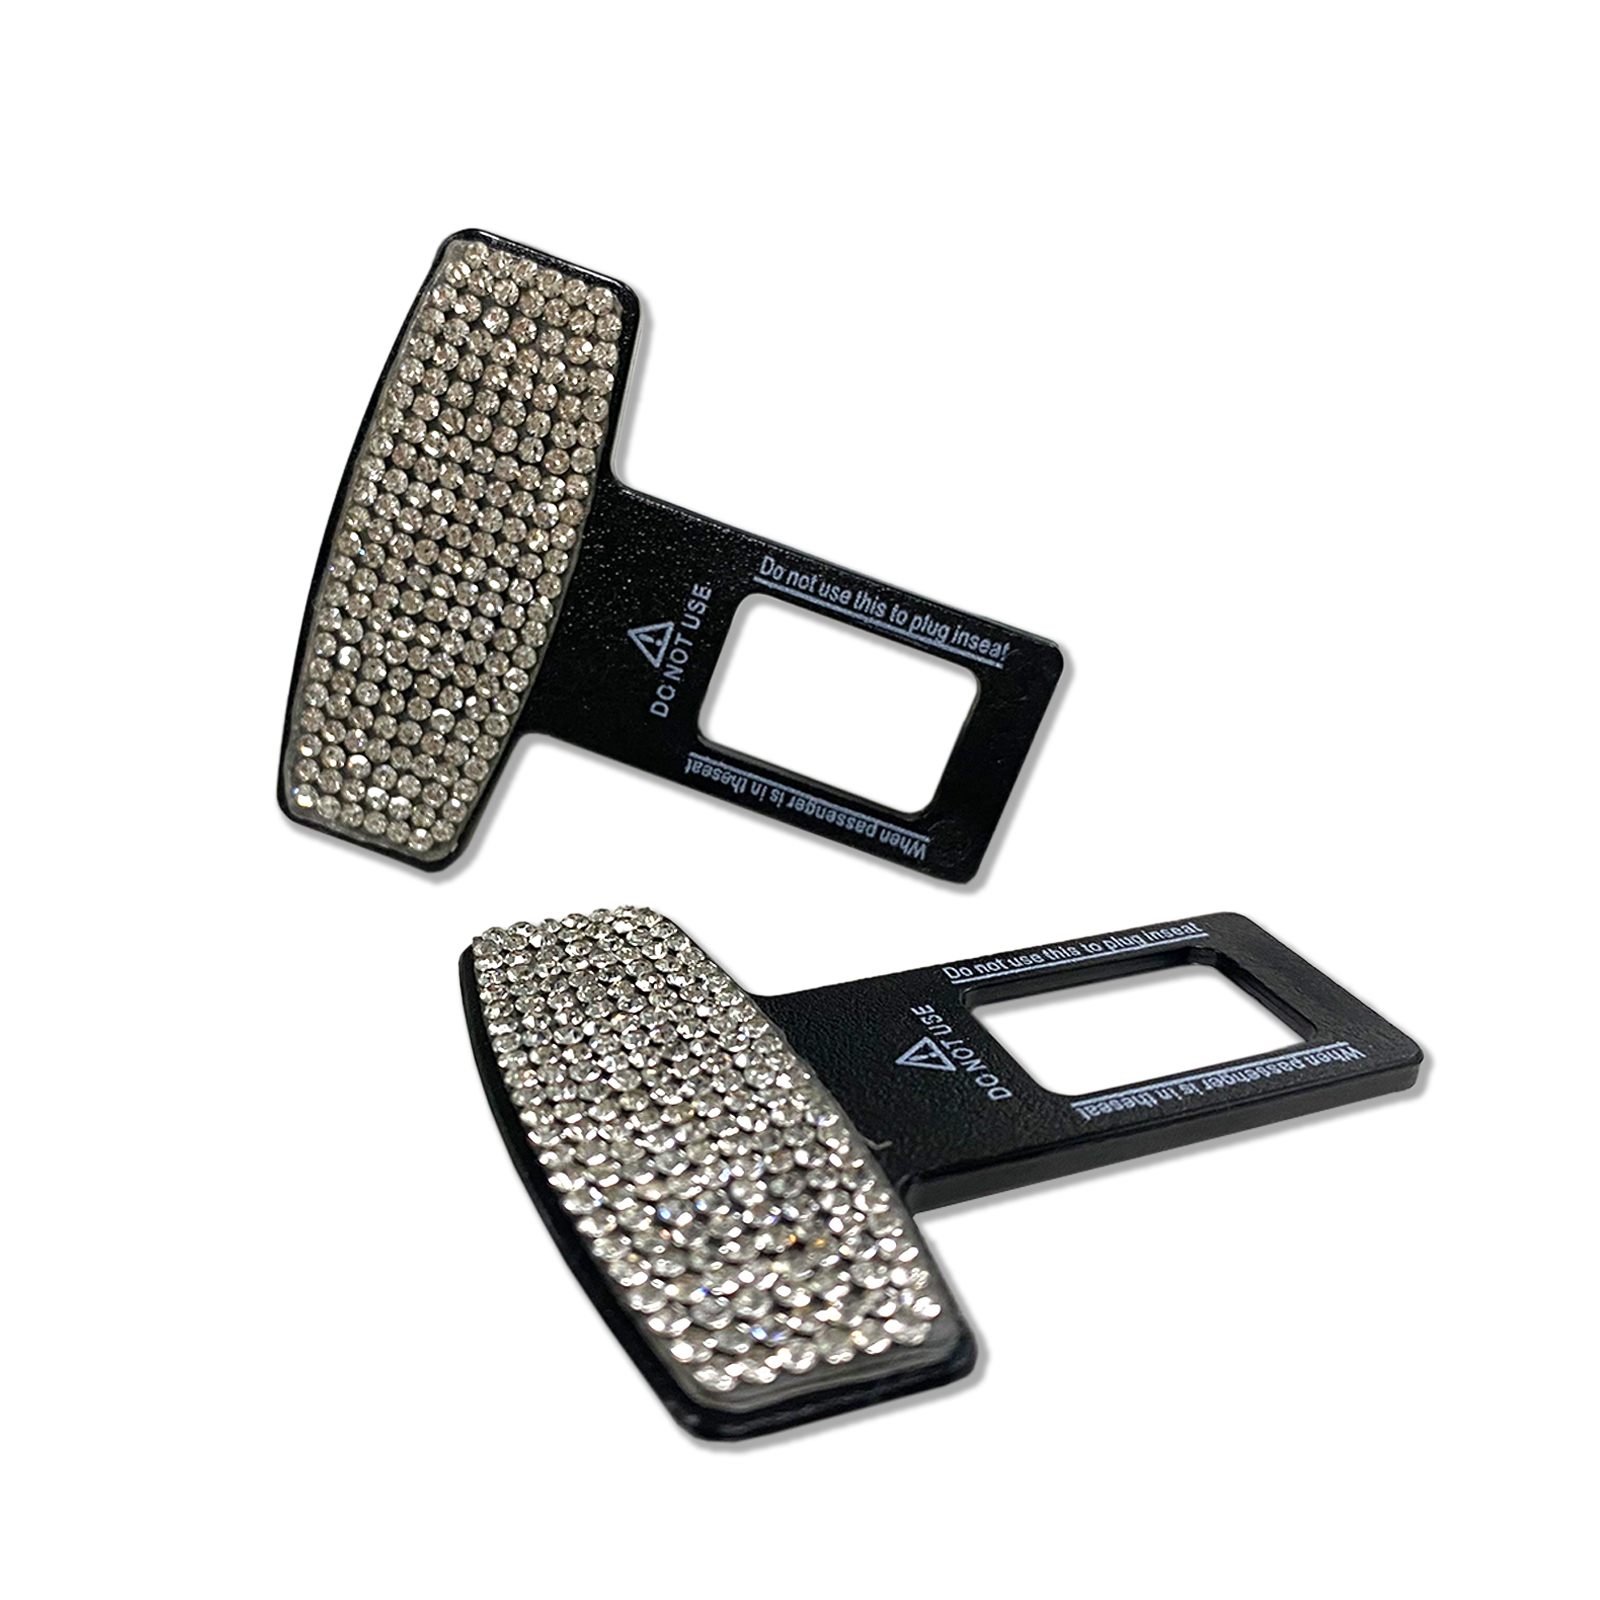 Do not use this to plug inseat
DO NOT USE
When passenger is in theseat
Do not use this to plug inseat
DO NOT USE
When passenger is in theseat